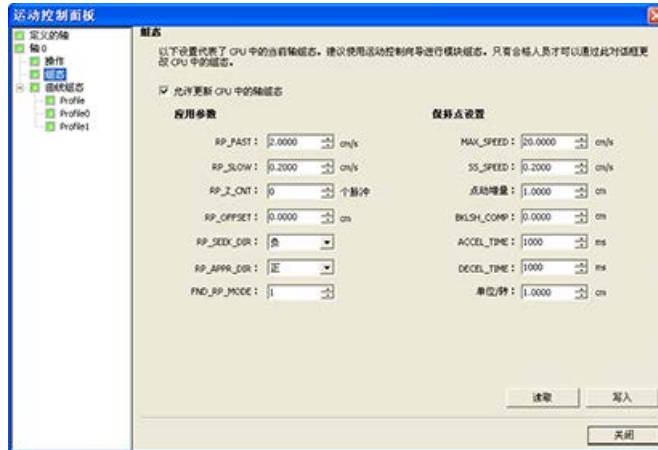 运动控制面板
定义的轴
轴 0
操作
组态
曲线组态
Profile
Profile0
Profile1
组态
以下设置代表了 CPU 中的当前轴组态。建议使用运动控制向导进行模块组态。只有合格人员才可以通过此对话框更
改 CPU 中的组态。
允许更新 CPU 中的轴组态
应用参数
RP_FAST： 2.0000 cm/s
RP_SLOW： 0.2000 cm/s
RP_Z_CNT： 0 个脉冲
RP_OFFSET： 0.0000 cm
RP_SEEK_DIR： 负
RP_APPR_DIR： 正
FND_RP_MODE： 1
保持点设置
MAX_SPEED： 20.0000 cm/s
SS_SPEED： 0.2000 cm/s
点动增量： 1.0000 cm
BKLSH_COMP： 0.0000 cm
ACCEL_TIME： 1000 ms
DECEL_TIME： 1000 ms
单位/转： 1.0000 cm
读取
写入
关闭